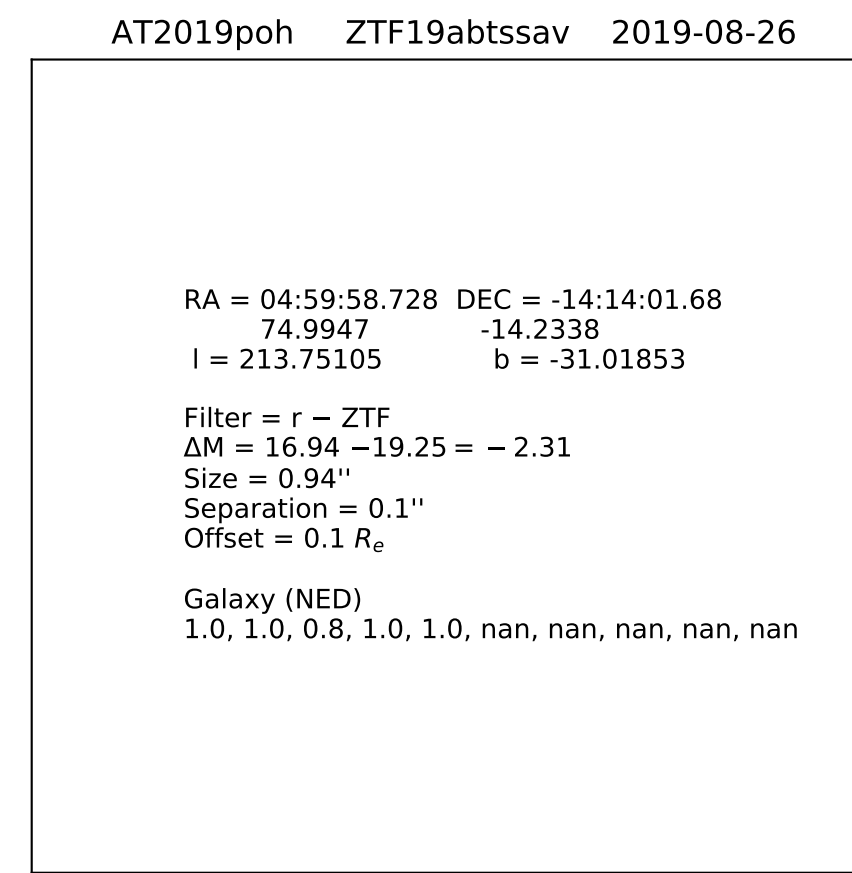 AT2019poh ZTF19abtssav 2019-08-26
RA = 04:59:58.728 DEC = -14:14:01.68
74.9947 -14.2338
l = 213.75105 b = -31.01853
Filter = r − ZTF
ΔM = 16.94 −19.25 = − 2.31
Size = 0.94''
Separation = 0.1''
Offset = 0.1 Re
Galaxy (NED)
1.0, 1.0, 0.8, 1.0, 1.0, nan, nan, nan, nan, nan